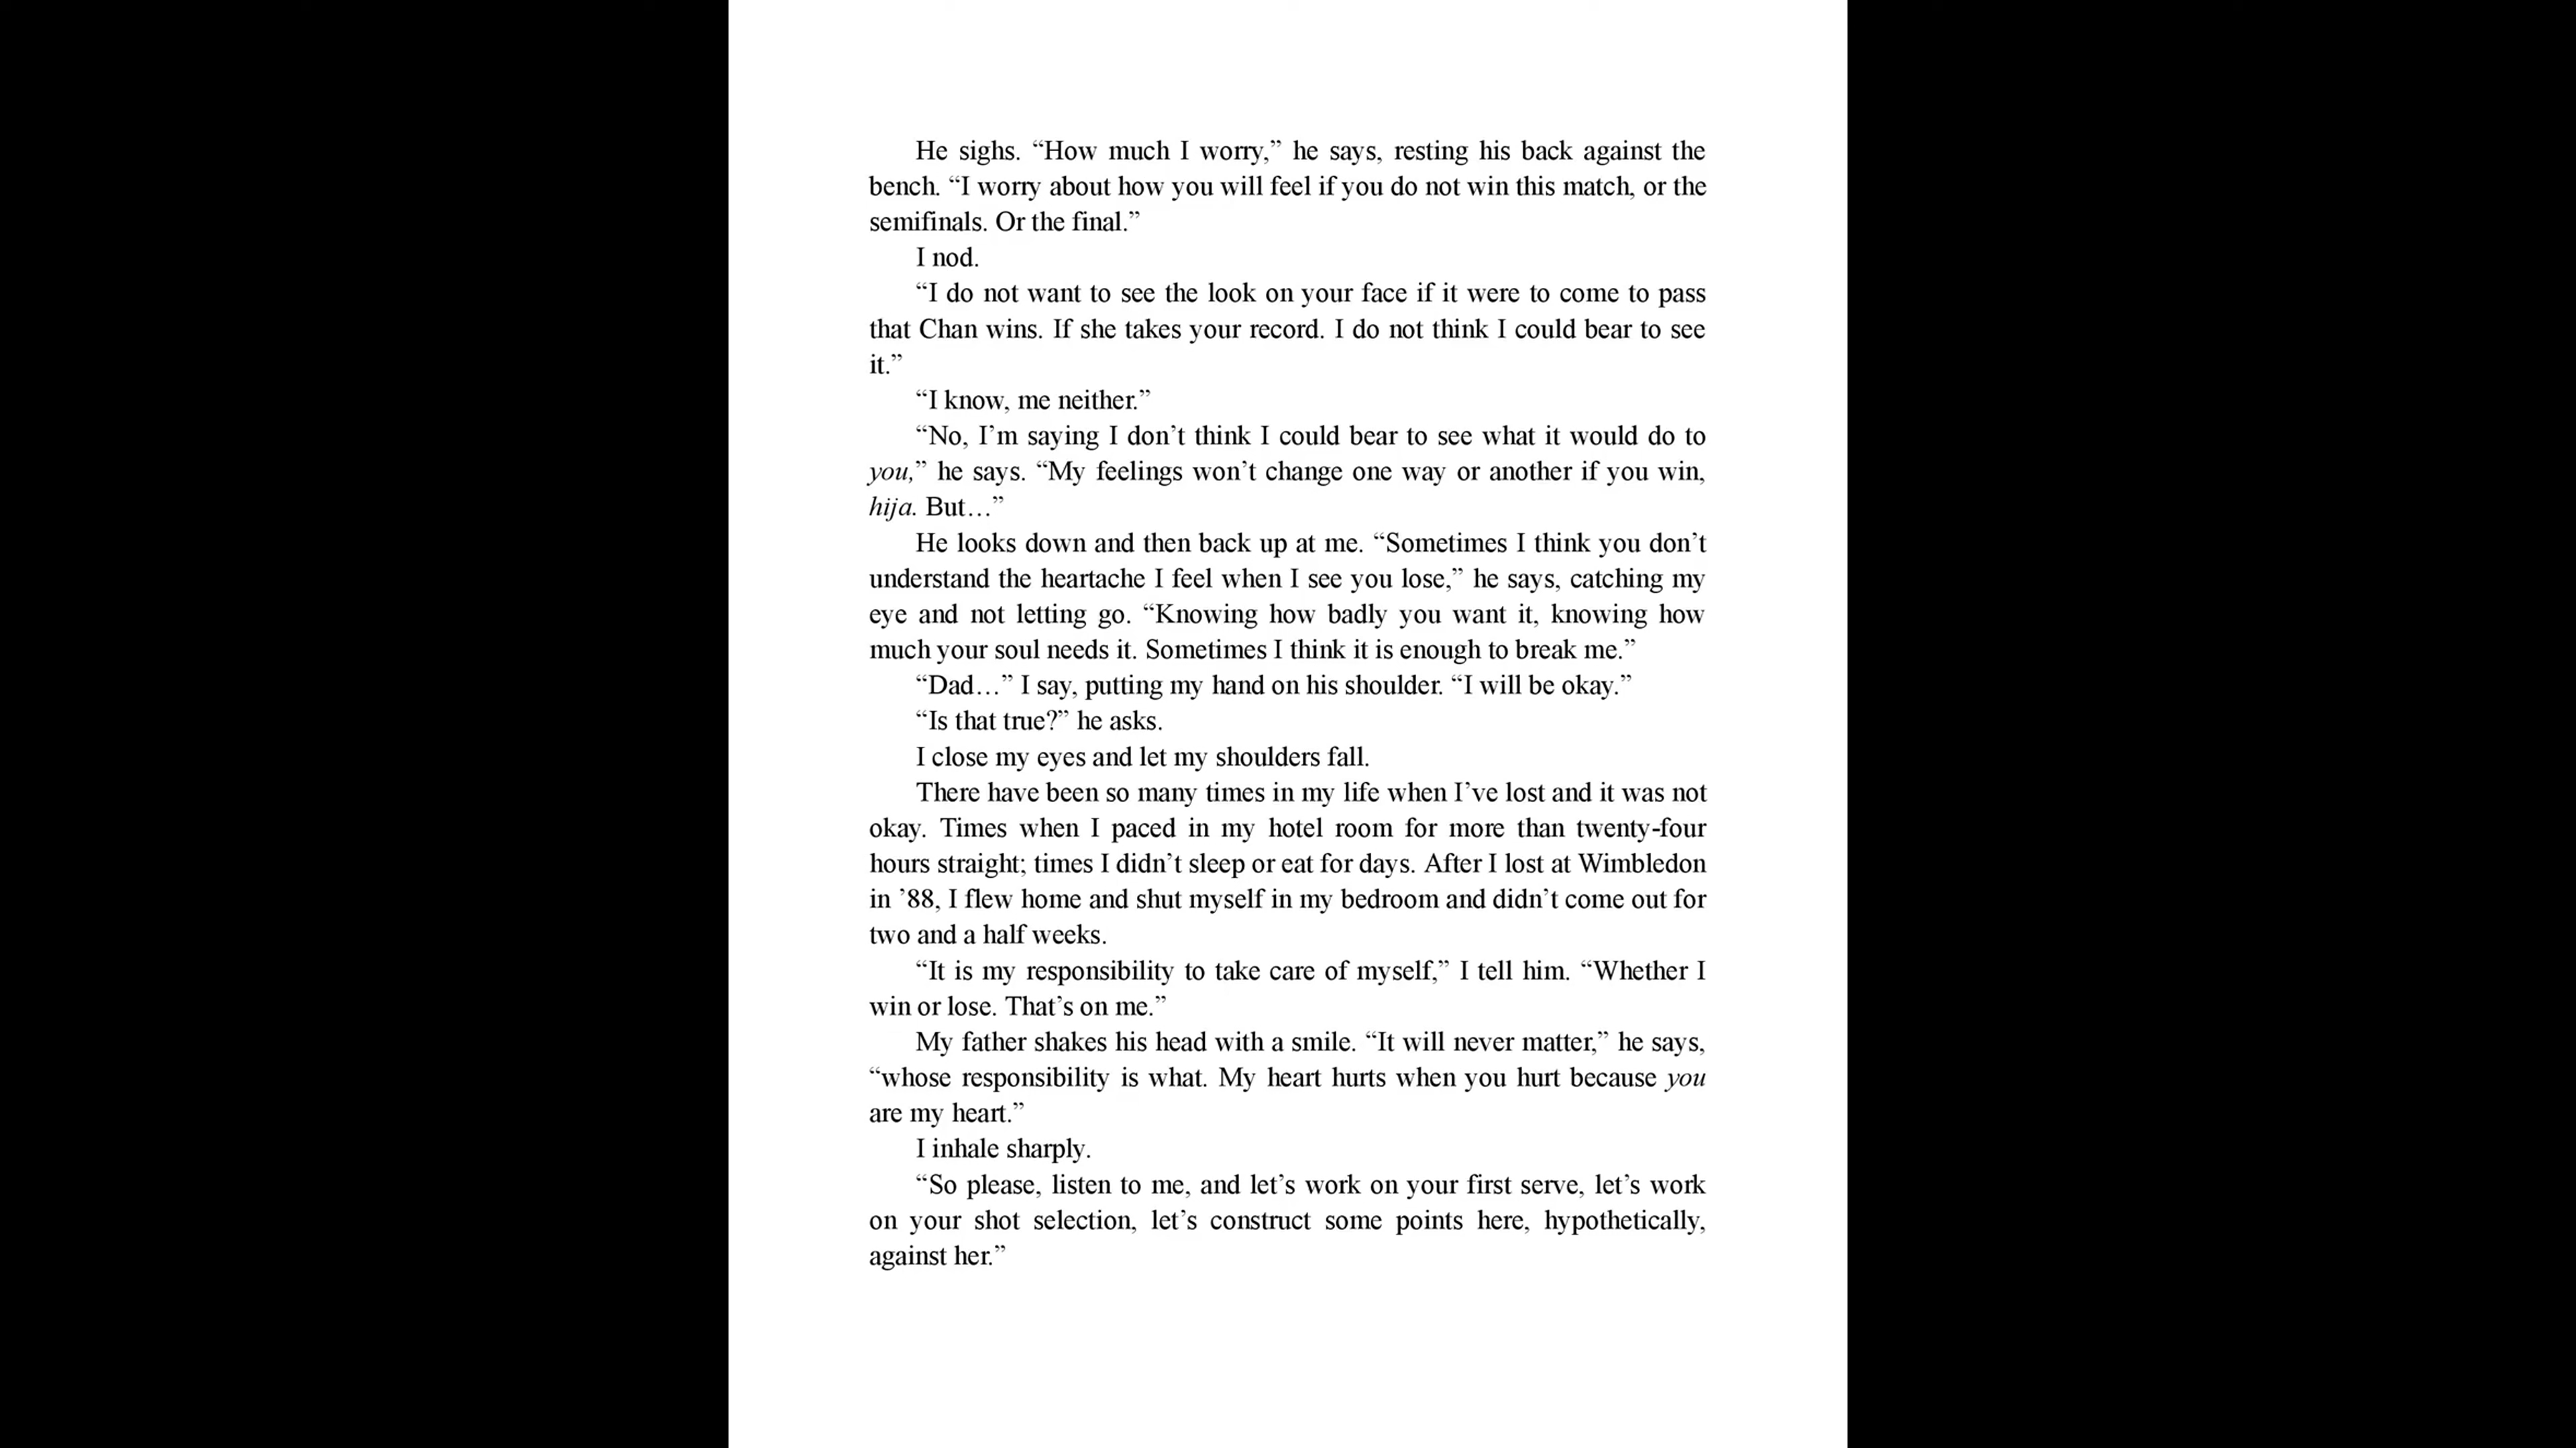 He sighs. “How much I worry,” he says, resting his back against the
bench. “I worry about how you will feel if you do not win this match, or the
semifinals. Or the final.”
I nod.
“I do not want to see the look on your face if it were to come to pass
that Chan wins. If she takes your record. I do not think I could bear to see
it.”
“I know, me neither.”
“No, I’m saying I don’t think I could bear to see what it would do to
you,” he says. “My feelings won’t change one way or another if you win,
hija. But…”
He looks down and then back up at me. “Sometimes I think you don’t
understand the heartache I feel when I see you lose,” he says, catching my
eye and not letting go. “Knowing how badly you want it, knowing how
much your soul needs it. Sometimes I think it is enough to break me.”
“Dad…” I say, putting my hand on his shoulder. “I will be okay.”
“Is that true?” he asks.
I close my eyes and let my shoulders fall.
There have been so many times in my life when I’ve lost and it was not
okay. Times when I paced in my hotel room for more than twenty-four
hours straight; times I didn’t sleep or eat for days. After I lost at Wimbledon
in ’88, I flew home and shut myself in my bedroom and didn’t come out for
two and a half weeks.
“It is my responsibility to take care of myself,” I tell him. “Whether I
win or lose. That’s on me.”
My father shakes his head with a smile. “It will never matter,” he says,
“whose responsibility is what. My heart hurts when you hurt because you
are my heart.”
I inhale sharply.
“So please, listen to me, and let’s work on your first serve, let’s work
on your shot selection, let’s construct some points here, hypothetically,
against her.”